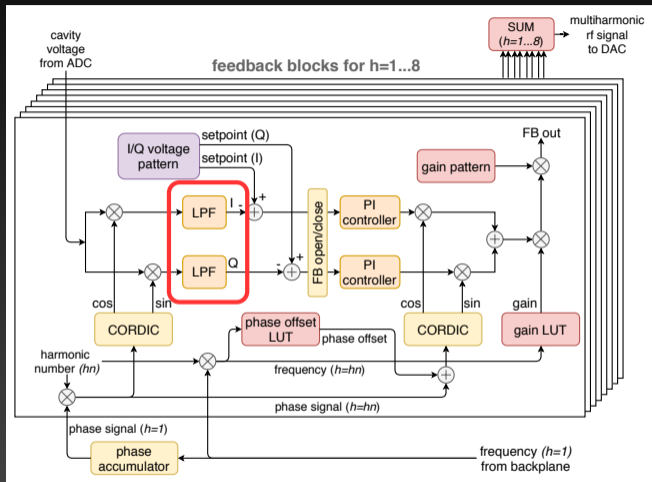 SUM
(h=1...8)
multiharmonic
rf signal
to DAC
cavity
voltage
from ADC
feedback blocks for h=1...8
I/Q voltage
pattern
setpoint (Q)
setpoint (I)
FB out
gain pattern
LPF
I
-
+
FB open/close
PI
controller
LPF
Q
-
+
PI
controller
cos
sin
cos
sin
gain
CORDIC
phase offset
LUT
phase offset
CORDIC
gain LUT
harmonic
number (hn)
frequency (h=hn)
phase signal (h=hn)
phase signal (h=1)
phase
accumulator
frequency (h=1)
from backplane